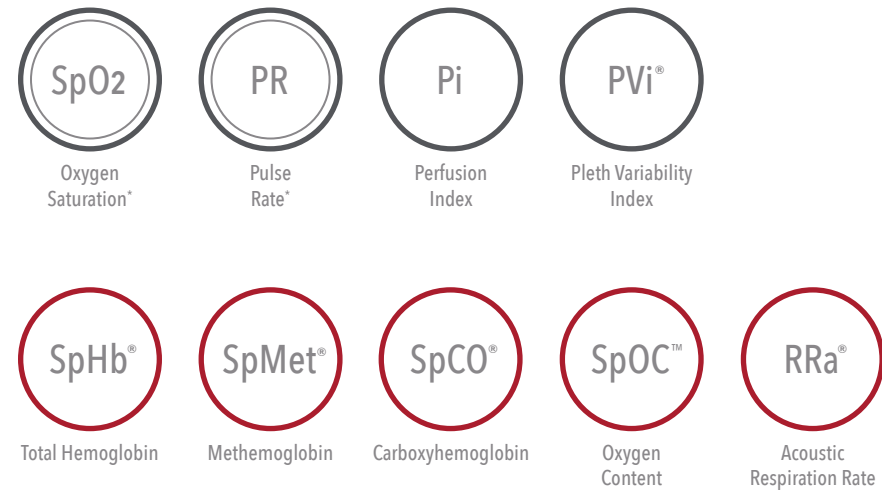 SpO2 PR Pi PVi®
Oxygen Pulse Perfusion Pleth Variability
Saturation* Rate* Index Index
SpHb® SpMet® SpCO® SpOC™ RRa®
Total Hemoglobin Methemoglobin Carboxyhemoglobin Oxygen Acoustic
Content Respiration Rate